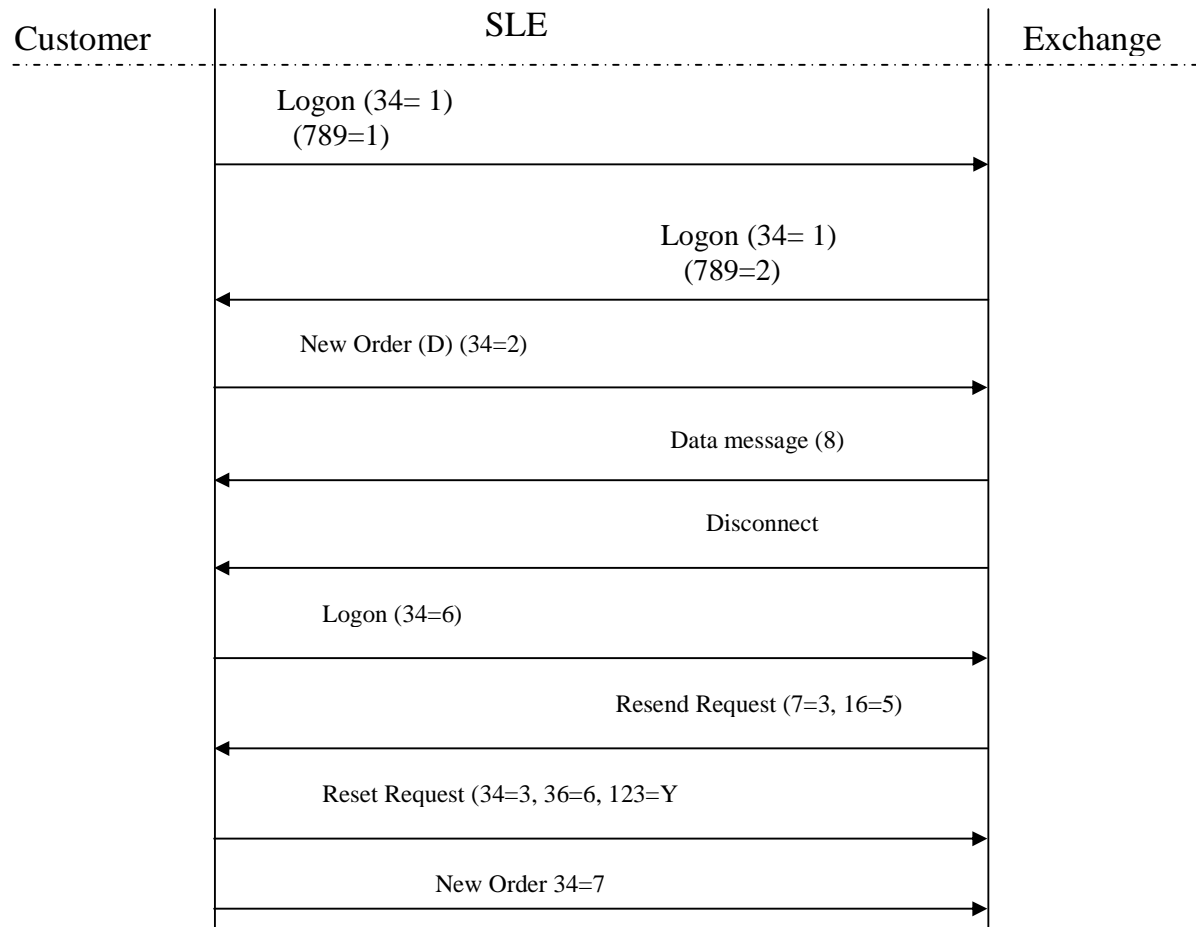 SLE
Customer
Exchange
Logon (34= 1)
(789=1)
Logon (34= 1)
(789=2)
New Order (D) (34=2)
Data message (8)
Disconnect
Logon (34=6)
Resend Request (7=3, 16=5)
Reset Request (34=3, 36=6, 123=Y
New Order 34=7